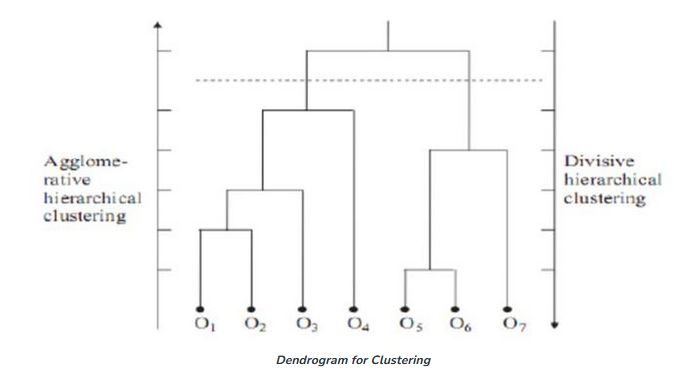 Agglome-
rative
hierarchical
clustering
Divisive
hierarchical
clustering
O1 O2 O3 O4 O5 O6 O7
Dendrogram for Clustering